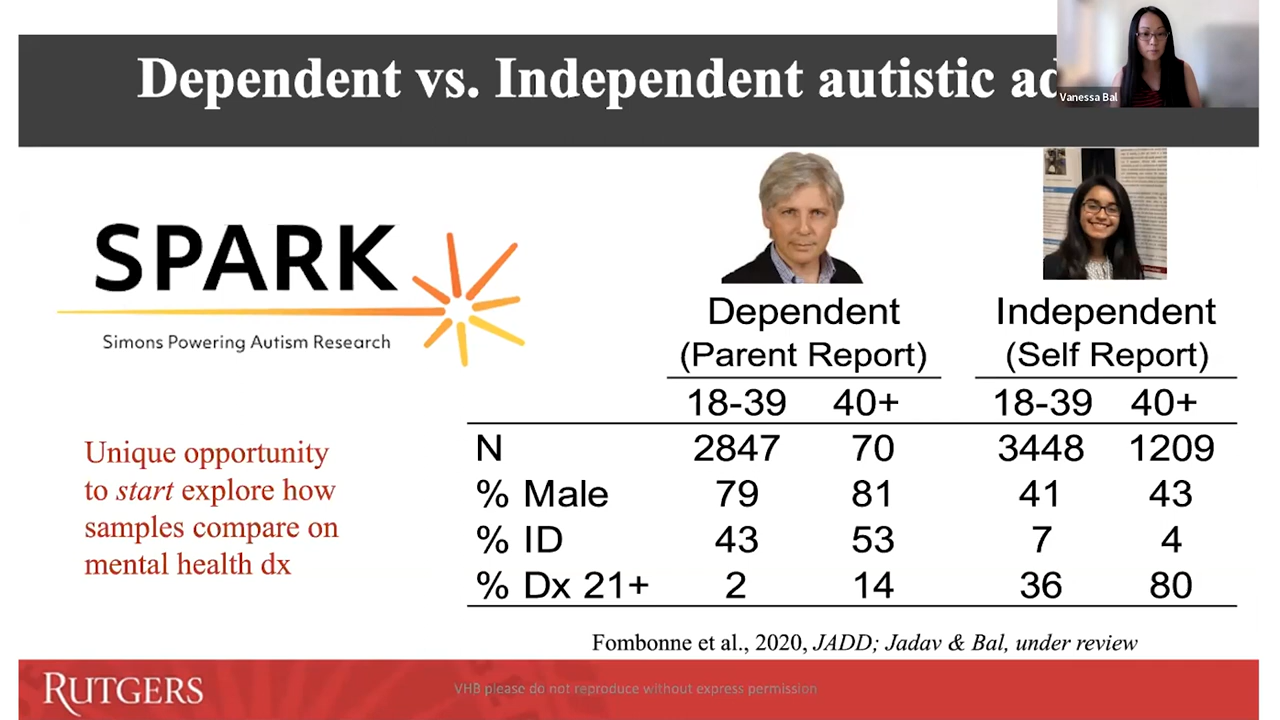 Dependent vs. Independent autistic ad
Vanessa Bal
SPARK
Simons Powering Autism Research
Unique opportunity
to start explore how
samples compare on
mental health dx
Dependent Independent
(Parent Report) (Self Report)
18-39 40+ 18-39 40+
N 2847 70 3448 1209
% Male 79 81 41 43
% ID 43 53 7 4
% Dx 21+ 2 14 36 80
Fombonne et al., 2020, JADD; Jadav & Bal, under review
RUTGERS
VHB please do not reproduce without express permission